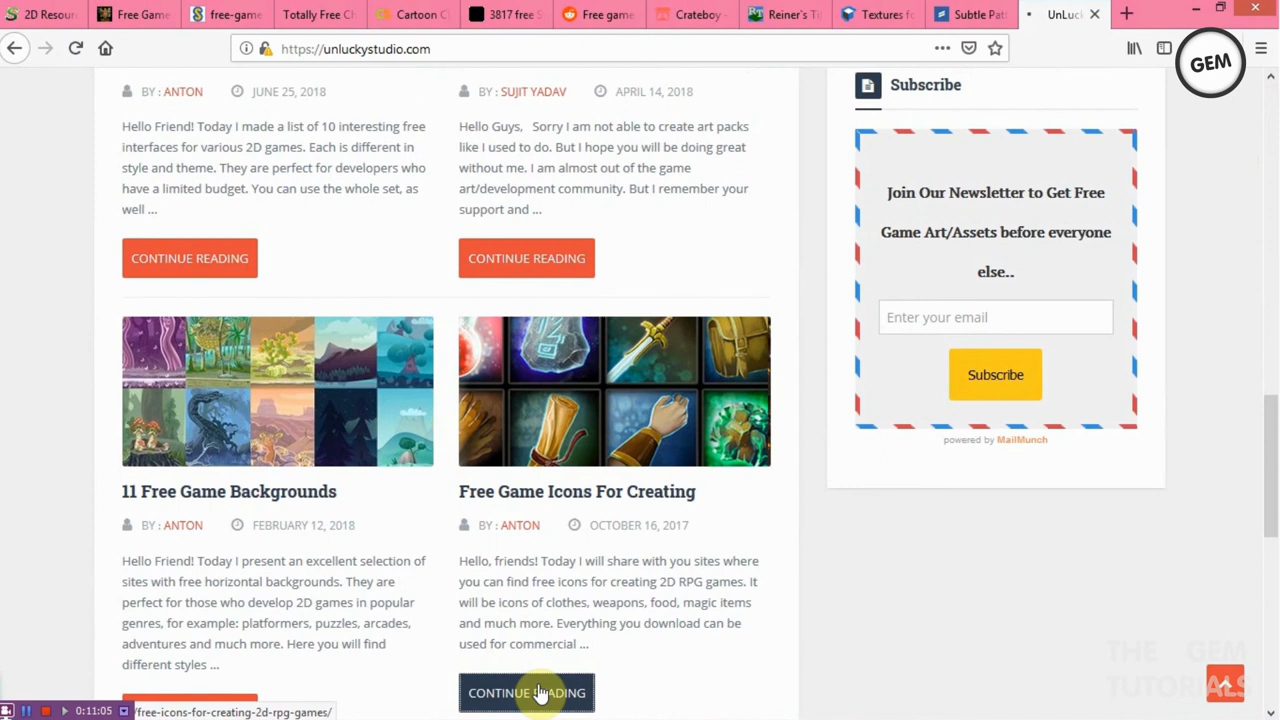 2D Resour
Free Game
free-game
Totally Free Ch
Cartoon C
3817 free S
Free game
Crateboy -
Reiner's Ti
Textures fo
Subtle Pat
UnLuck
https://unluckystudio.com
GEM
BY : ANTON JUNE 25, 2018
Hello Friend! Today I made a list of 10 interesting free
interfaces for various 2D games. Each is different in
style and theme. They are perfect for developers who
have a limited budget. You can use the whole set, as
well ...
CONTINUE READING
BY : SUJIT YADAV APRIL 14, 2018
Hello Guys, Sorry I am not able to create art packs
like I used to do. But I hope you will be doing great
without me. I am almost out of the game
art/development community. But I remember your
support and ...
CONTINUE READING
11 Free Game Backgrounds
BY : ANTON FEBRUARY 12, 2018
Hello Friend! Today I present an excellent selection of
sites with free horizontal backgrounds. They are
perfect for those who develop 2D games in popular
genres, for example: platformers, puzzles, arcades,
adventures and much more. Here you will find
different styles ...
Free Game Icons For Creating
BY : ANTON OCTOBER 16, 2017
Hello, friends! Today I will share with you sites where
you can find free icons for creating 2D RPG games. It
will be icons of clothes, weapons, food, magic items
and much more. Everything you download can be
used for commercial ...
CONTINUE READING
Subscribe
Join Our Newsletter to Get Free
Game Art/Assets before everyone
else..
Enter your email
Subscribe
powered by MailMunch
THE GEM
TUTORIALS
0:11:05
/free-icons-for-creating-2d-rpg-games/